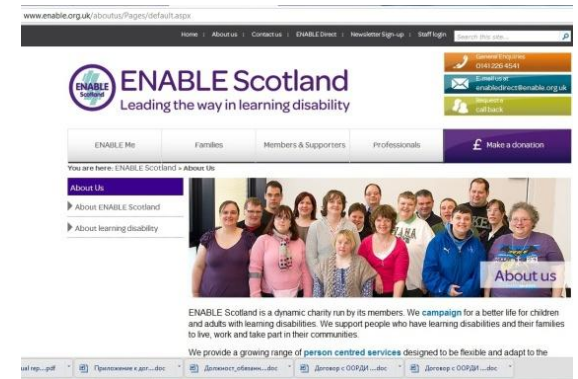 www.enable.org.uk/aboutus/Pages/default.aspx
Home | About us | Contact us | ENABLE Direct | Newsletter Sign-up | Staff login
Search this site...
General Enquiries
0141 226 4541
E-mail us at
enabledirect@enable.org.uk
Request a
call back
ENABLE
Scotland
ENABLE Scotland
Leading the way in learning disability
ENABLE Me
Families
Members & Supporters
Professionals
£ Make a donation
You are here: ENABLE Scotland > About Us
About Us
About ENABLE Scotland
About learning disability
About us
ENABLE Scotland is a dynamic charity run by its members. We campaign for a better life for children
and adults with learning disabilities. We support people who have learning disabilities and their families
to live, work and take part in their communities.
We provide a growing range of person centred services designed to be flexible and adapt to the
ual rep....pdf
Приложение к дог....doc
Должност_обязанн....doc
Договор с ООРДИ ....doc
Договор с ООРДИ ....doc